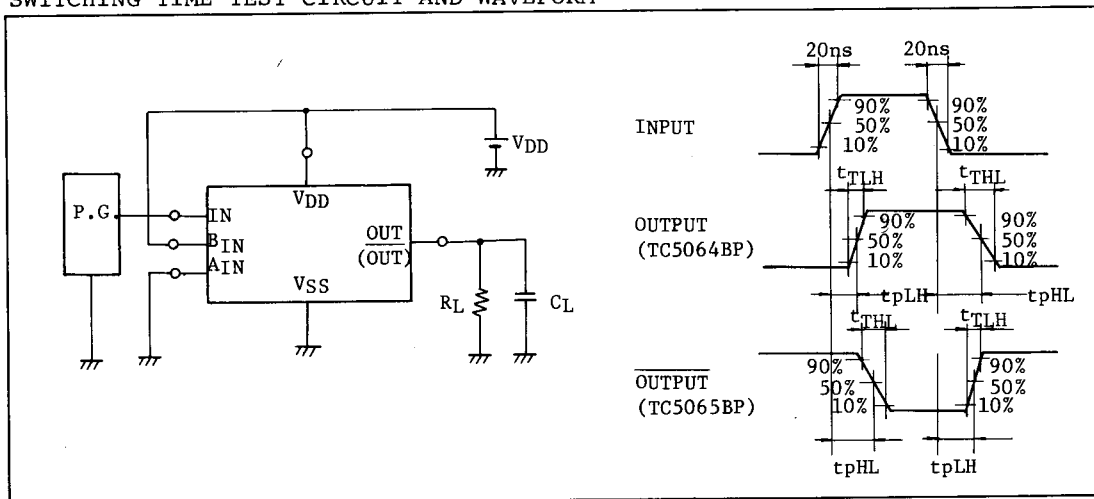 SWITCHING TIME TEST CIRCUIT AND WAVEFORM
20ns 20ns
INPUT
90% 90%
50% 50%
10% 10%
VDD
P.G.
IN
BIN
AIN
VDD
VSS
OUT
(OUT)
RL
CL
tTLH tTHL
OUTPUT
(TC5064BP)
90% 90%
50% 50%
10% 10%
tpLH tpHL
tTHL tTLH
OUTPUT
(TC5065BP)
90% 90%
50% 50%
10% 10%
tpHL tpLH